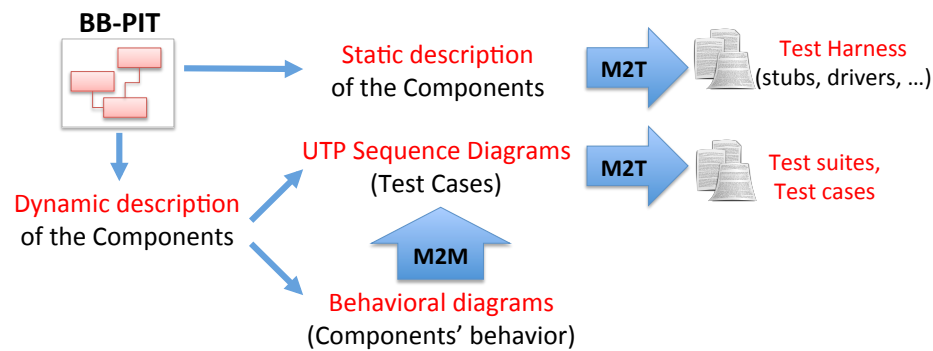 BB-PIT
Static description
of the Components
M2T
Test Harness
(stubs, drivers, …)
UTP Sequence Diagrams
(Test Cases)
M2T
Test suites,
Test cases
Dynamic description
of the Components
M2M
Behavioral diagrams
(Components’ behavior)